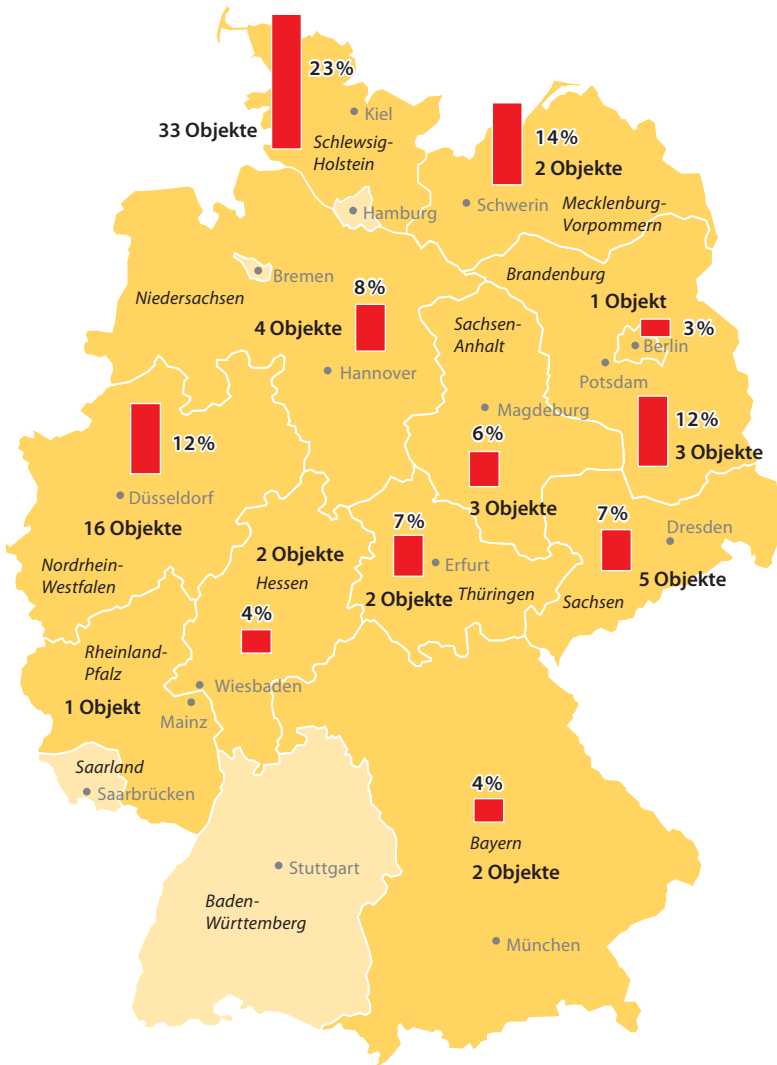 23 %
Kiel
33 Objekte
Schlewsig-
Holstein
14 %
2 Objekte
Schwerin
Mecklenburg-
Vorpommern
Hamburg
Bremen
Niedersachsen
8 %
4 Objekte
Hannover
Brandenburg
1 Objekt
3 %
Berlin
Potsdam
Sachsen-
Anhalt
Magdeburg
6 %
3 Objekte
12 %
3 Objekte
12 %
Düsseldorf
16 Objekte
Nordrhein-
Westfalen
2 Objekte
Hessen
4 %
Wiesbaden
7 %
Erfurt
2 Objekte
Thüringen
7 %
Dresden
5 Objekte
Sachsen
Rheinland-
Pfalz
1 Objekt
Mainz
Saarland
Saarbrücken
4 %
Bayern
2 Objekte
München
Stuttgart
Baden-
Württemberg